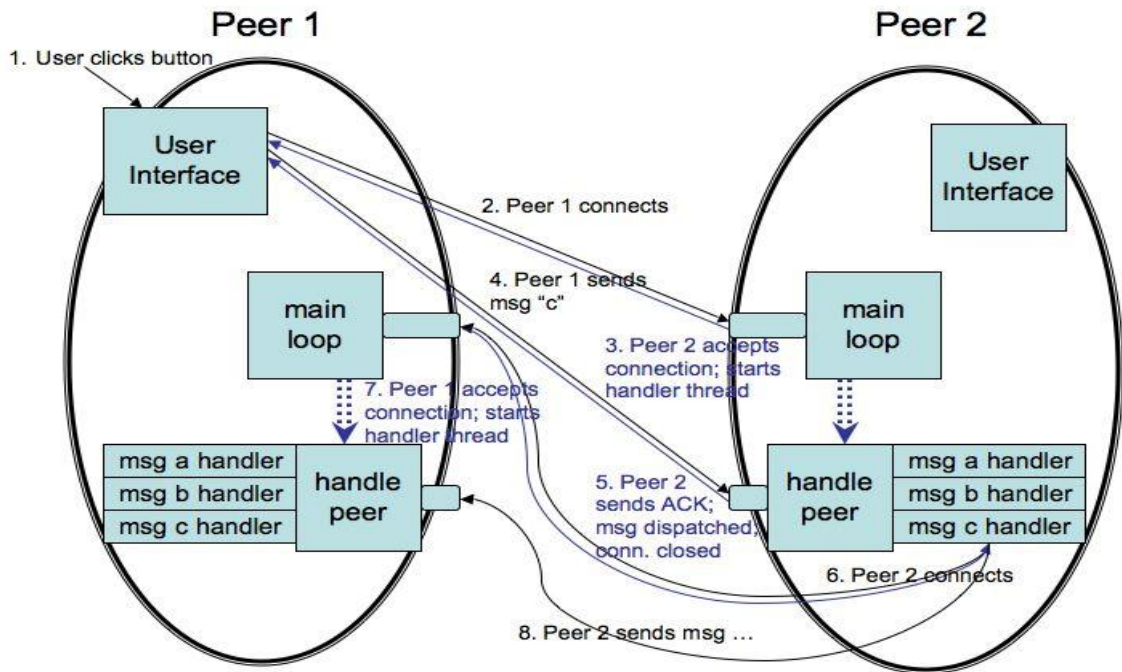 Peer 1
Peer 2
1. User clicks button
User
Interface
User
Interface
2. Peer 1 connects
4. Peer 1 sends
msg “c”
main
loop
main
loop
3. Peer 2 accepts
connection; starts
handler thread
7. Peer 1 accepts
connection; starts
handler thread
msg a handler
msg b handler
msg c handler
handle
peer
5. Peer 2
sends ACK;
msg dispatched;
conn. closed
handle
peer
msg a handler
msg b handler
msg c handler
6. Peer 2 connects
8. Peer 2 sends msg ...